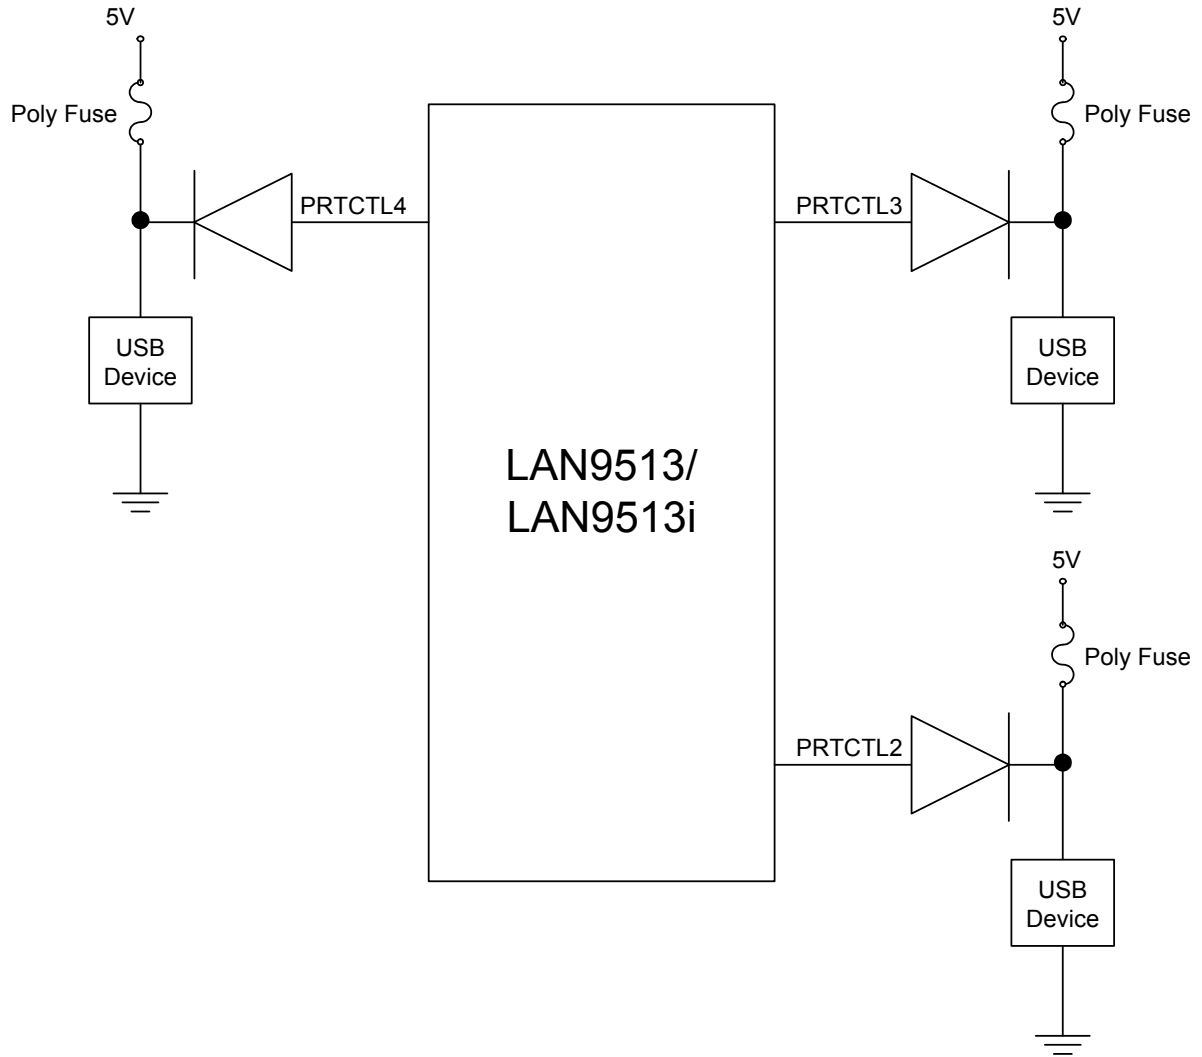 5V
Poly Fuse
PRTCTL4
USB
Device
LAN9513/
LAN9513i
5V
Poly Fuse
PRTCTL3
USB
Device
5V
Poly Fuse
PRTCTL2
USB
Device